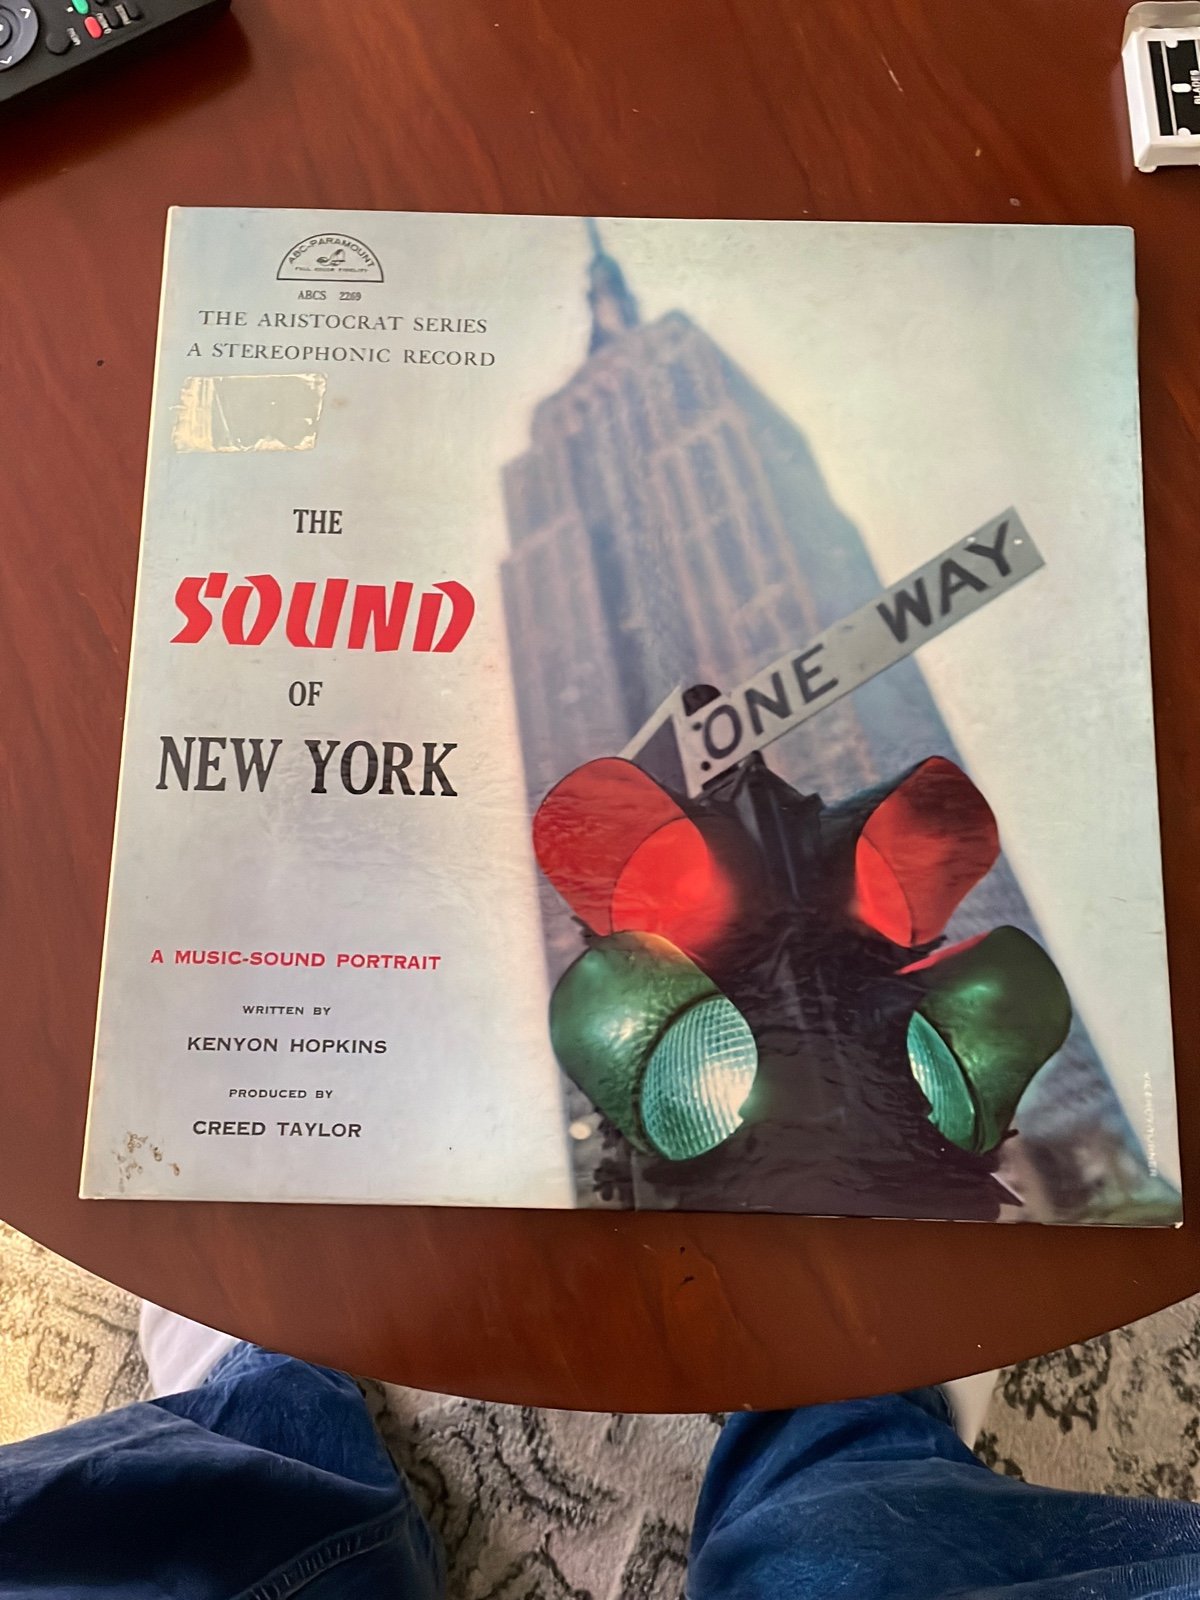 BLADES
ABC-PARAMOUNT
FULL COLOR FIDELITY
ABCS 2269
THE ARISTOCRAT SERIES
A STEREOPHONIC RECORD
THE
SOUND
OF
NEW YORK
ONE WAY
A MUSIC-SOUND PORTRAIT
WRITTEN BY
KENYON HOPKINS
PRODUCED BY
CREED TAYLOR